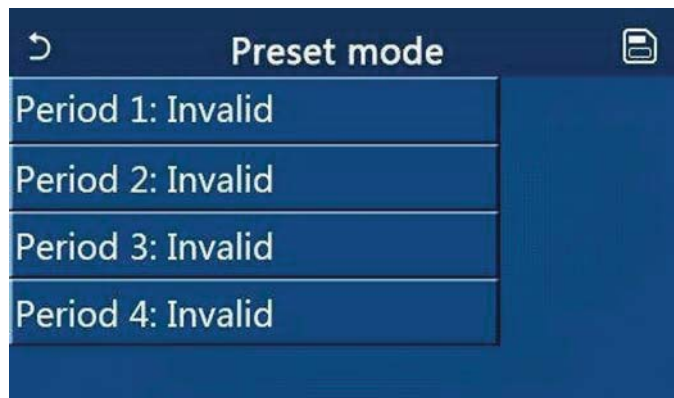 Preset mode
Period 1: Invalid
Period 2: Invalid
Period 3: Invalid
Period 4: Invalid